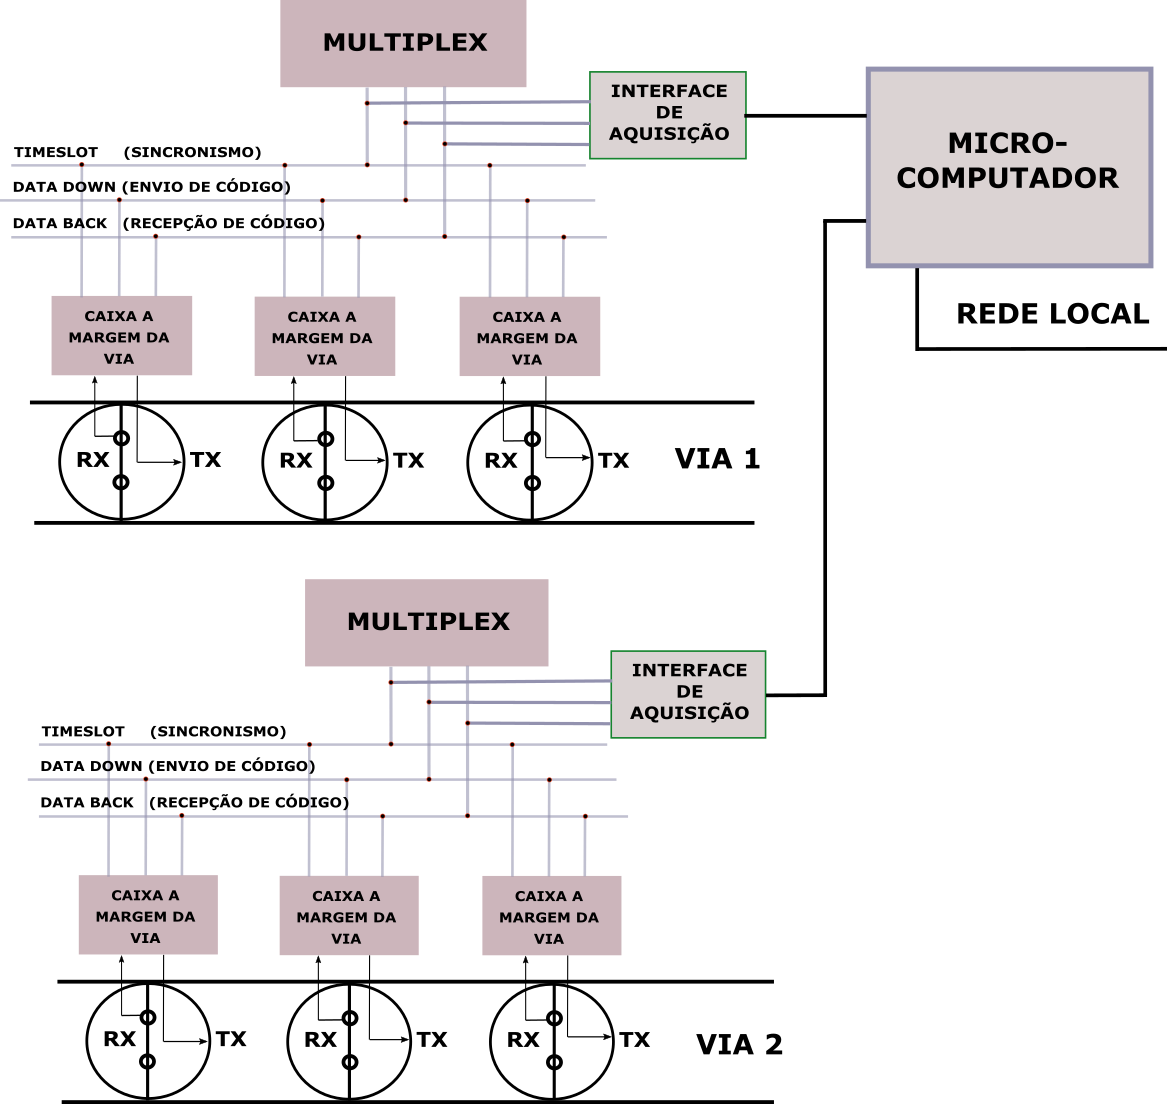 MULTIPLEX
INTERFACE
DE
AQUISIÇÃO
MICRO-
COMPUTADOR
TIMESLOT (SINCRONISMO)
DATA DOWN (ENVIO DE CÓDIGO)
DATA BACK (RECEPÇÃO DE CÓDIGO)
REDE LOCAL
CAIXA A
MARGEM DA
VIA
CAIXA A
MARGEM DA
VIA
CAIXA A
MARGEM DA
VIA
RX TX RX TX RX TX VIA 1
MULTIPLEX
INTERFACE
DE
AQUISIÇÃO
TIMESLOT (SINCRONISMO)
DATA DOWN (ENVIO DE CÓDIGO)
DATA BACK (RECEPÇÃO DE CÓDIGO)
CAIXA A
MARGEM DA
VIA
CAIXA A
MARGEM DA
VIA
CAIXA A
MARGEM DA
VIA
RX TX RX TX RX TX VIA 2